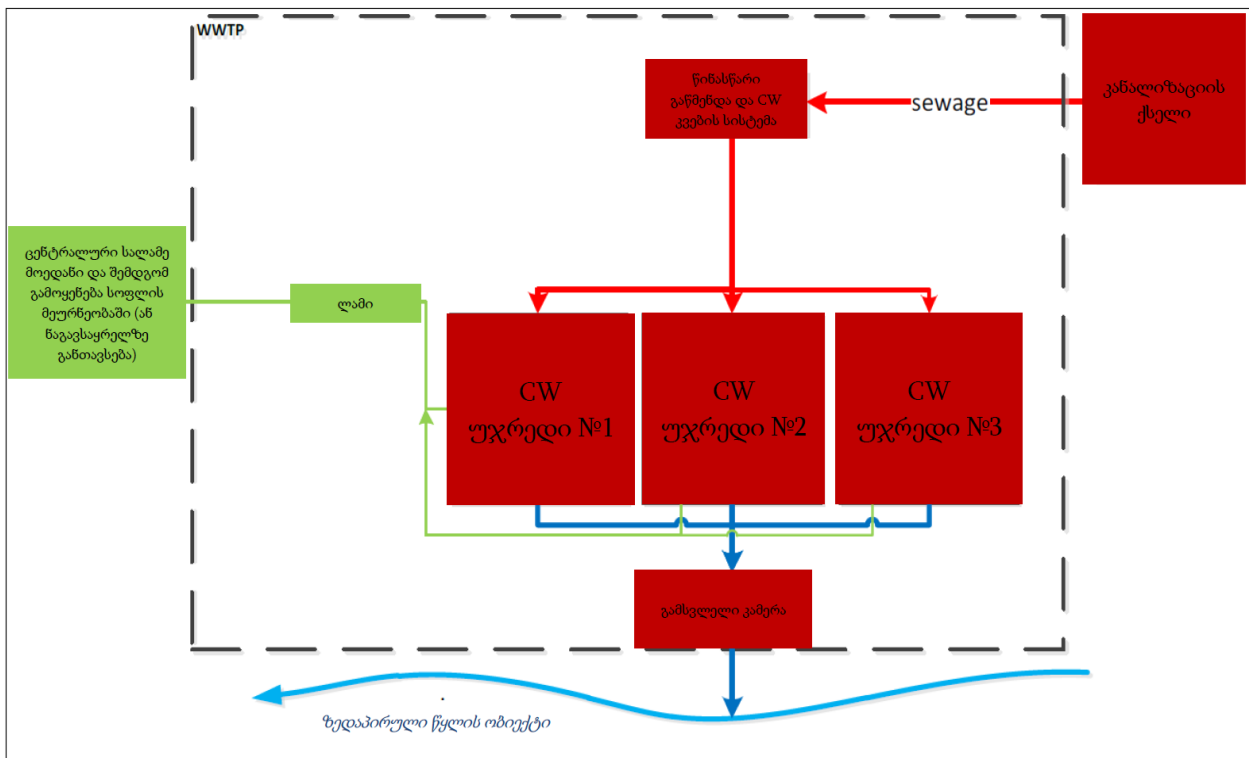 WWTP
წინასწარი
გაწმენდა და CW
კვების სისტემა
sewage
კანალიზაციის
ქსელი
ცენტრალური სალამე
მოედანი და შემდგომ
გამოყენება სოფლის
მეურნეობაში (ან
ნაგავსაყრელზე
განთავსება)
ლამი
CW
უჯრედი №1
CW
უჯრედი №2
CW
უჯრედი №3
გამსვლელი კამერა
ზედაპირული წყლის ობიექტი